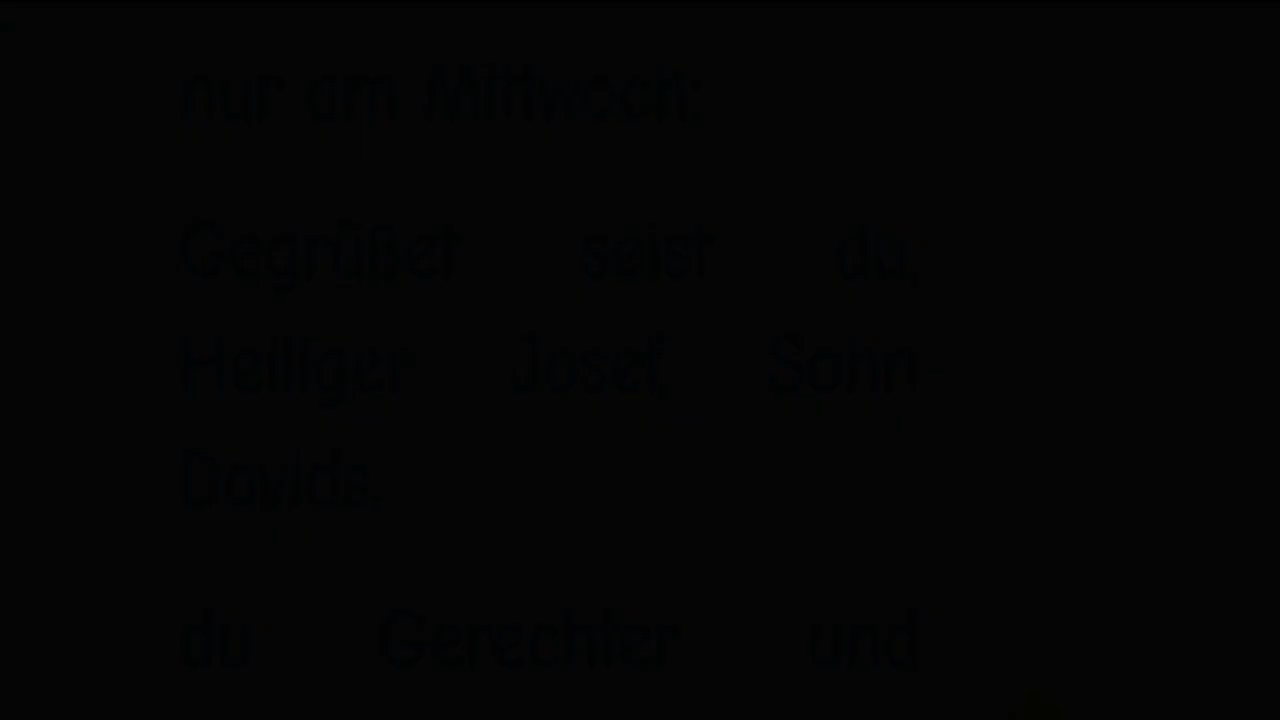 nur am Mittwoch:
Gegrüßet seist du,
Heiliger Josef, Sohn
Davids,
du Gerechter und